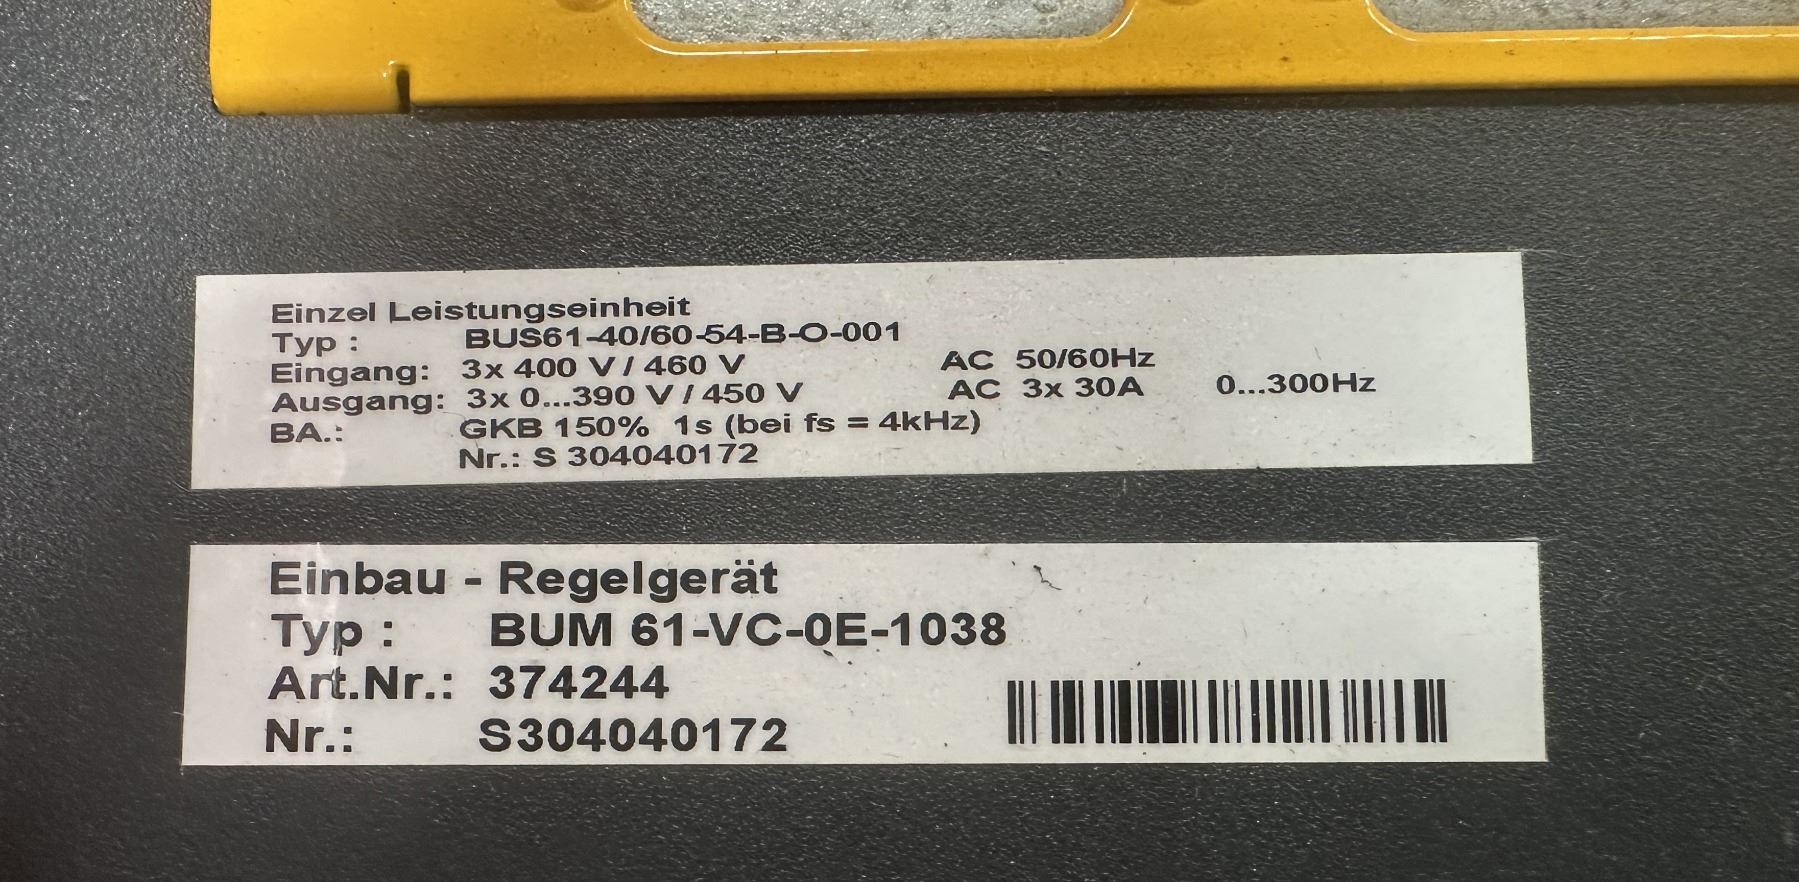 Einzel Leistungseinheit
Typ : BUS61-40/60-54-B-O-001
Eingang: 3x 400 V / 460 V AC 50/60Hz
Ausgang: 3x 0...390 V / 450 V AC 3x 30A 0...300Hz
BA.: GKB 150% 1s (bei fs = 4kHz)
Nr.: S 304040172
Einbau - Regelgerät
Typ : BUM 61-VC-0E-1038
Art.Nr.: 374244
Nr.: S304040172